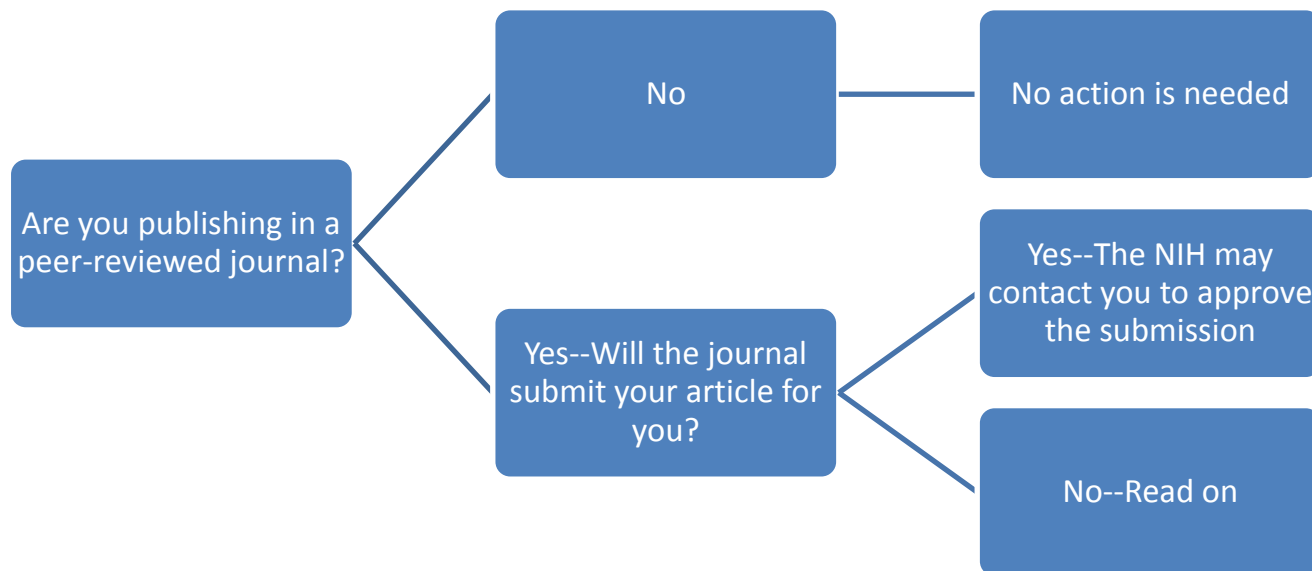 No
No action is needed
Are you publishing in a
peer-reviewed journal?
Yes--The NIH may
contact you to approve
the submission
Yes--Will the journal
submit your article for
you?
No--Read on